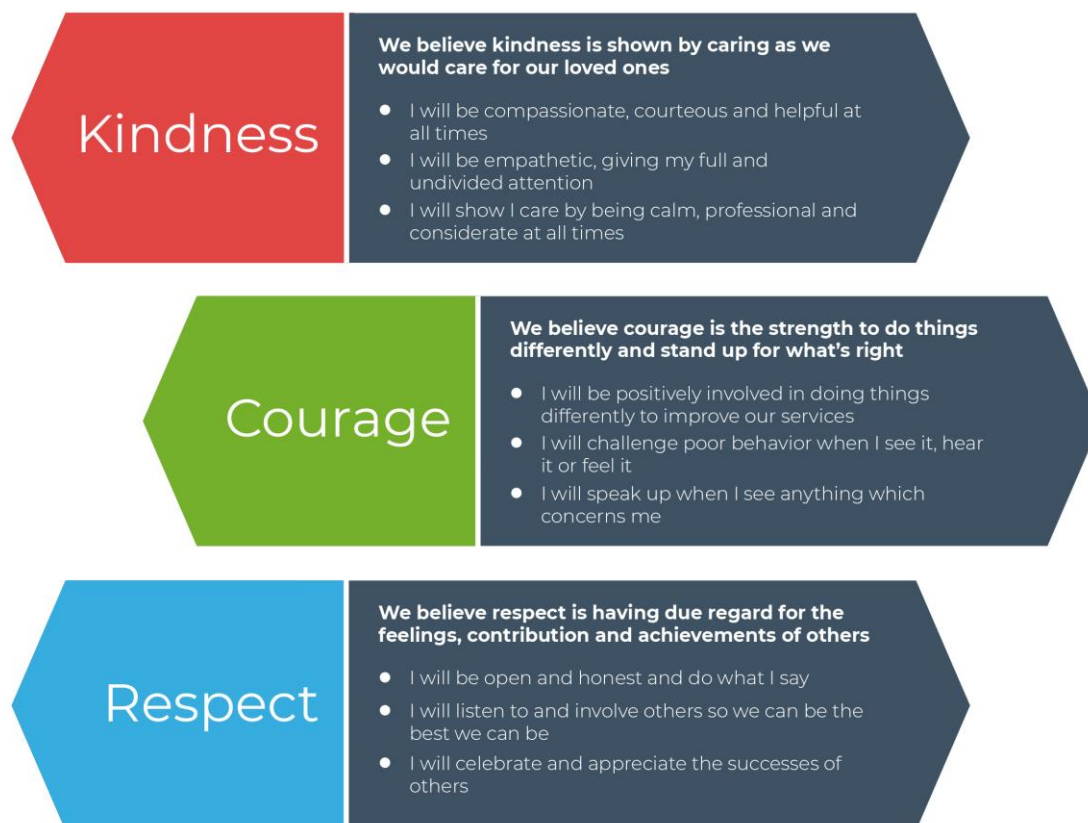 Kindness
We believe kindness is shown by caring as we
would care for our loved ones
● I will be compassionate, courteous and helpful at
all times
● I will be empathetic, giving my full and
undivided attention
● I will show I care by being calm, professional and
considerate at all times
Courage
We believe courage is the strength to do things
differently and stand up for what's right
● I will be positively involved in doing things
differently to improve our services
● I will challenge poor behavior when I see it, hear
it or feel it
● I will speak up when I see anything which
concerns me
Respect
We believe respect is having due regard for the
feelings, contribution and achievements of others
● I will be open and honest and do what I say
● I will listen to and involve others so we can be the
best we can be
● I will celebrate and appreciate the successes of
others